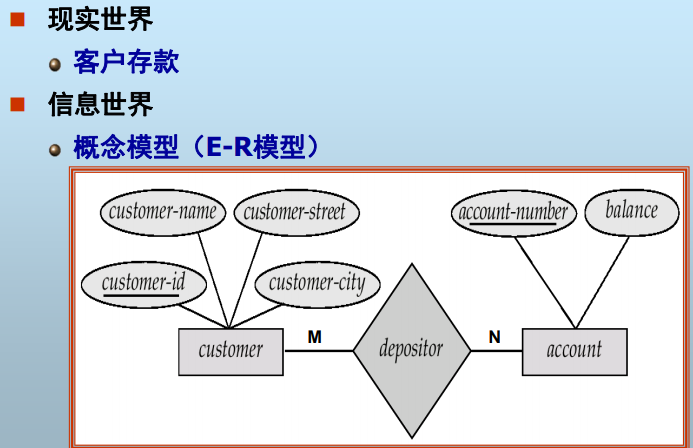 现实世界
客户存款
信息世界
概念模型（E-R模型）
customer-name
customer-street
account-number
balance
customer-id
customer-city
customer
M
depositor
N
account